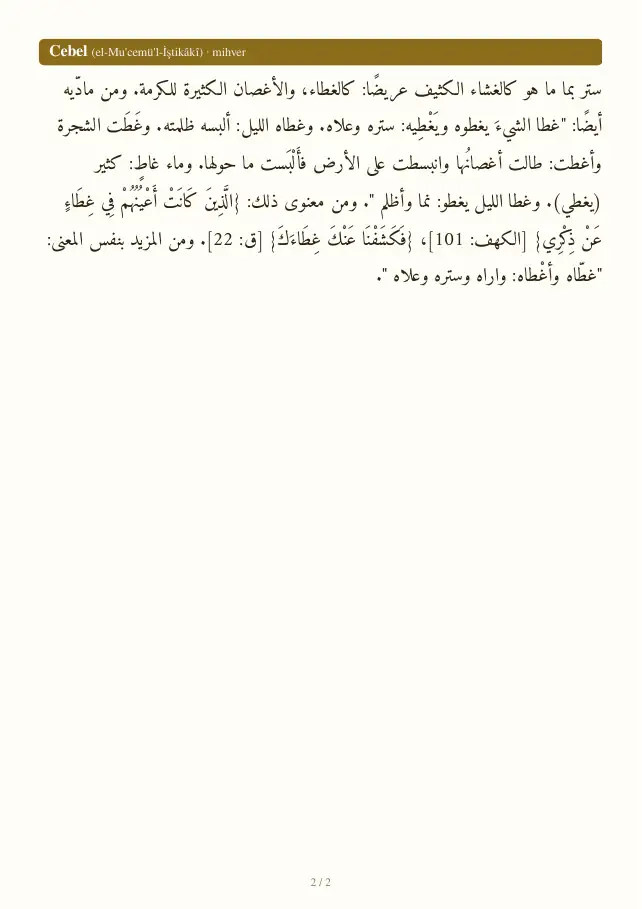 Cebel (el-Mu'cemü'l-İştikâkî) · mihver
ستر بما ما هو كالغشاء الكثيف عريضًا: كالغطاء، والأغصان الكثيرة للكرمة. ومن مادّيه
أيضًا: "غطا الشيءَ يغطوه ويَغْطِيه: ستره وعلاه. وغطاه الليل: ألبسه ظلمته. وغَطَت الشجرة
وأغطت: طالت أغصانُها وانبسطت على الأرض فأَلْبَست ما حولها. وماء غاطٍ: كثير
(يغطي). وغطا الليل يغطو: نما وأظلم ". ومن معنوى ذلك: {الَّذِينَ كَانَتْ أَعْيُنُهُمْ فِي غِطَاءٍ
عَنْ ذِكْرِي} [الكهف: 101]، {فَكَشَفْنَا عَنْكَ غِطَاءَكَ} [ق: 22]. ومن المزيد بنفس المعنى:
"غطّاه وأغْطاه: واراه وستره وعلاه ".
2 / 2